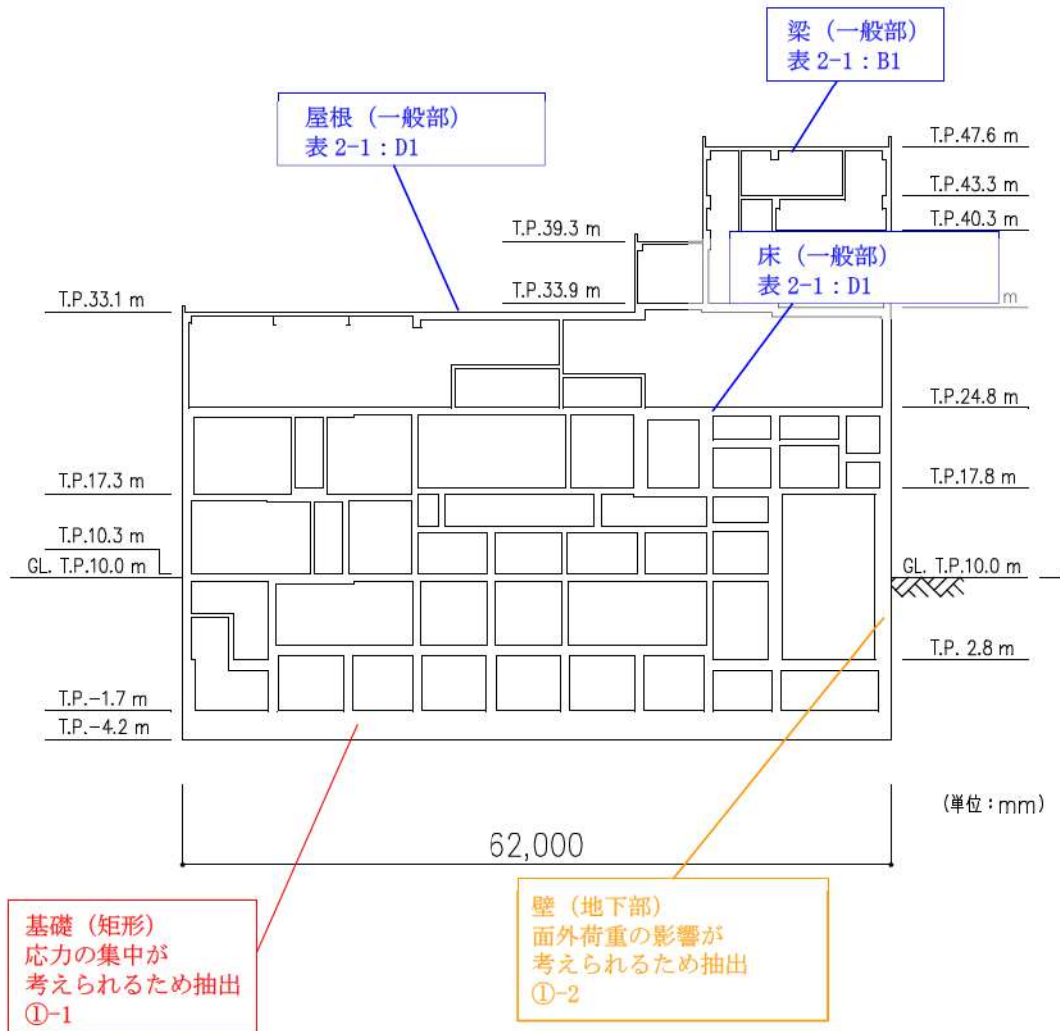 梁（一般部）
表 2-1：B1
屋根（一般部）
表 2-1：D1
T.P.47.6 m
T.P.43.3 m
T.P.40.3 m
T.P.39.3 m
床（一般部）
表 2-1：D1
T.P.33.9 m
m
T.P.33.1 m
T.P.24.8 m
T.P.17.3 m
T.P.17.8 m
T.P.10.3 m
GL. T.P.10.0 m
GL. T.P.10.0 m
T.P. 2.8 m
T.P.-1.7 m
T.P.-4.2 m
(単位：mm)
62,000
基礎（矩形）
応力の集中が
考えられるため抽出
①-1
壁（地下部）
面外荷重の影響が
考えられるため抽出
①-2